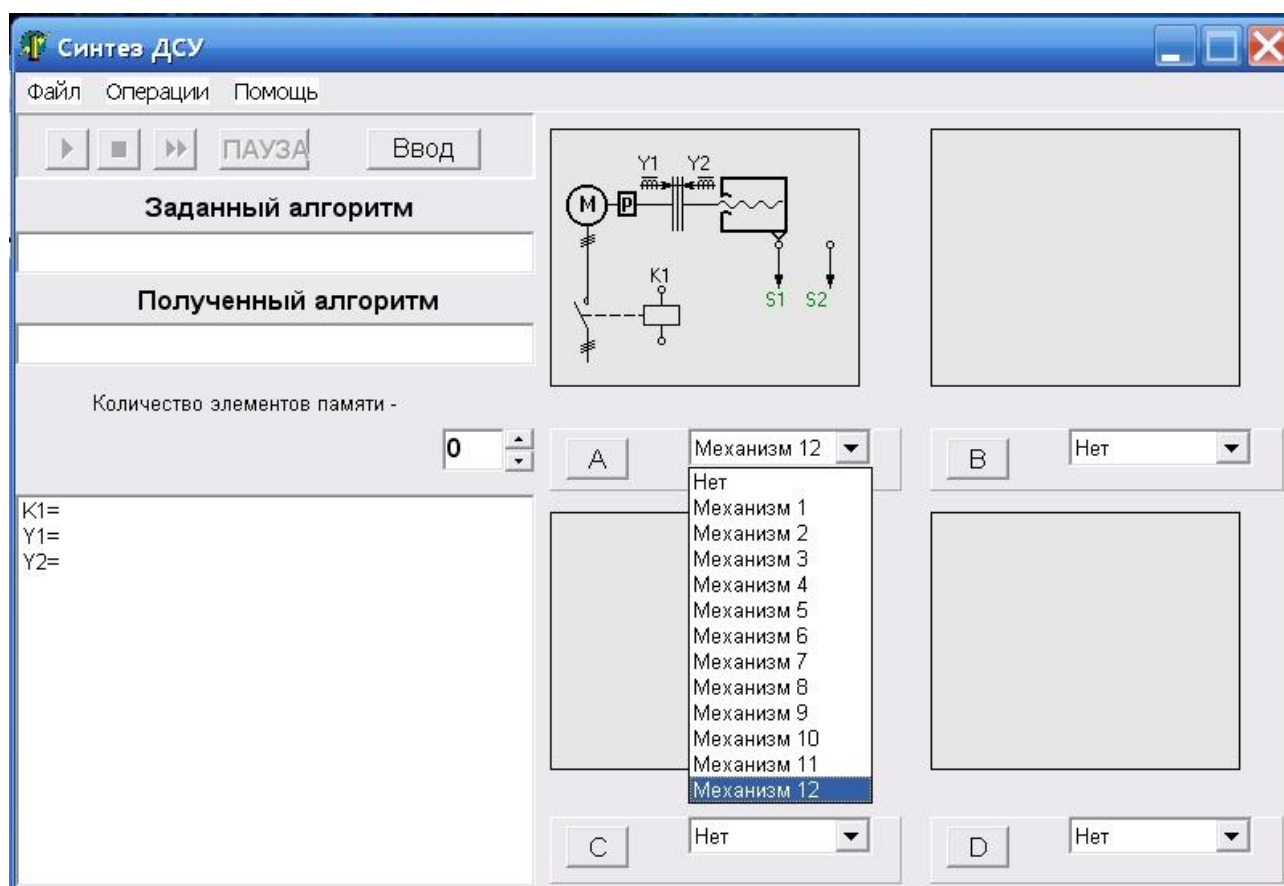 Синтез ДСУ
Файл Операции Помощь
ПАУЗА Ввод
Заданный алгоритм
Полученный алгоритм
Количество элементов памяти -
0
K1=
Y1=
Y2=
Y1 Y2
M P
K1
S1 S2
A Механизм 12
Нет
Механизм 1
Механизм 2
Механизм 3
Механизм 4
Механизм 5
Механизм 6
Механизм 7
Механизм 8
Механизм 9
Механизм 10
Механизм 11
Механизм 12
B Нет
C Нет
D Нет